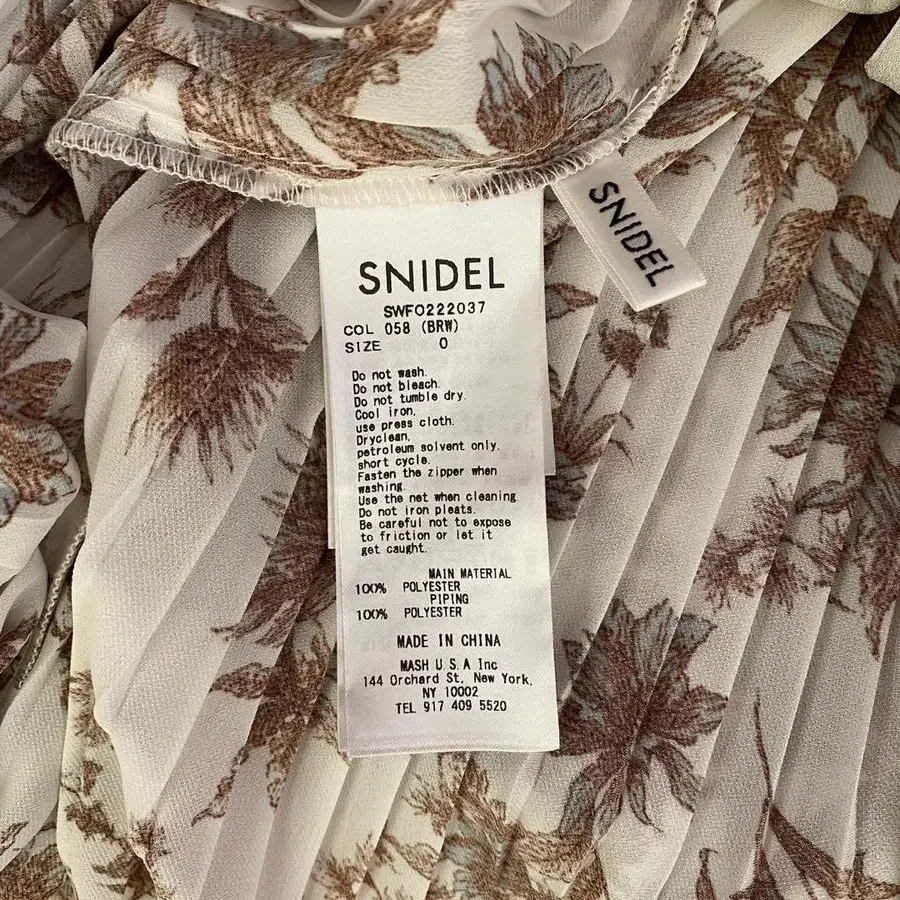 SNIDEL
SNIDEL
SWFO222037
COL 058 (BRW)
SIZE 0
Do not wash.
Do not bleach.
Do not tumble dry.
Cool iron,
use press cloth.
Dryclean,
petroleum solvent only.
short cycle.
Fasten the zipper when
washing.
Use the net when cleaning.
Do not iron pleats.
Be careful not to expose
to friction or let it
get caught.
MAIN MATERIAL
100% POLYESTER
PIPING
100% POLYESTER
MADE IN CHINA
MASH U.S.A Inc
144 Orchard St, New York,
NY 10002
TEL 917 409 5520